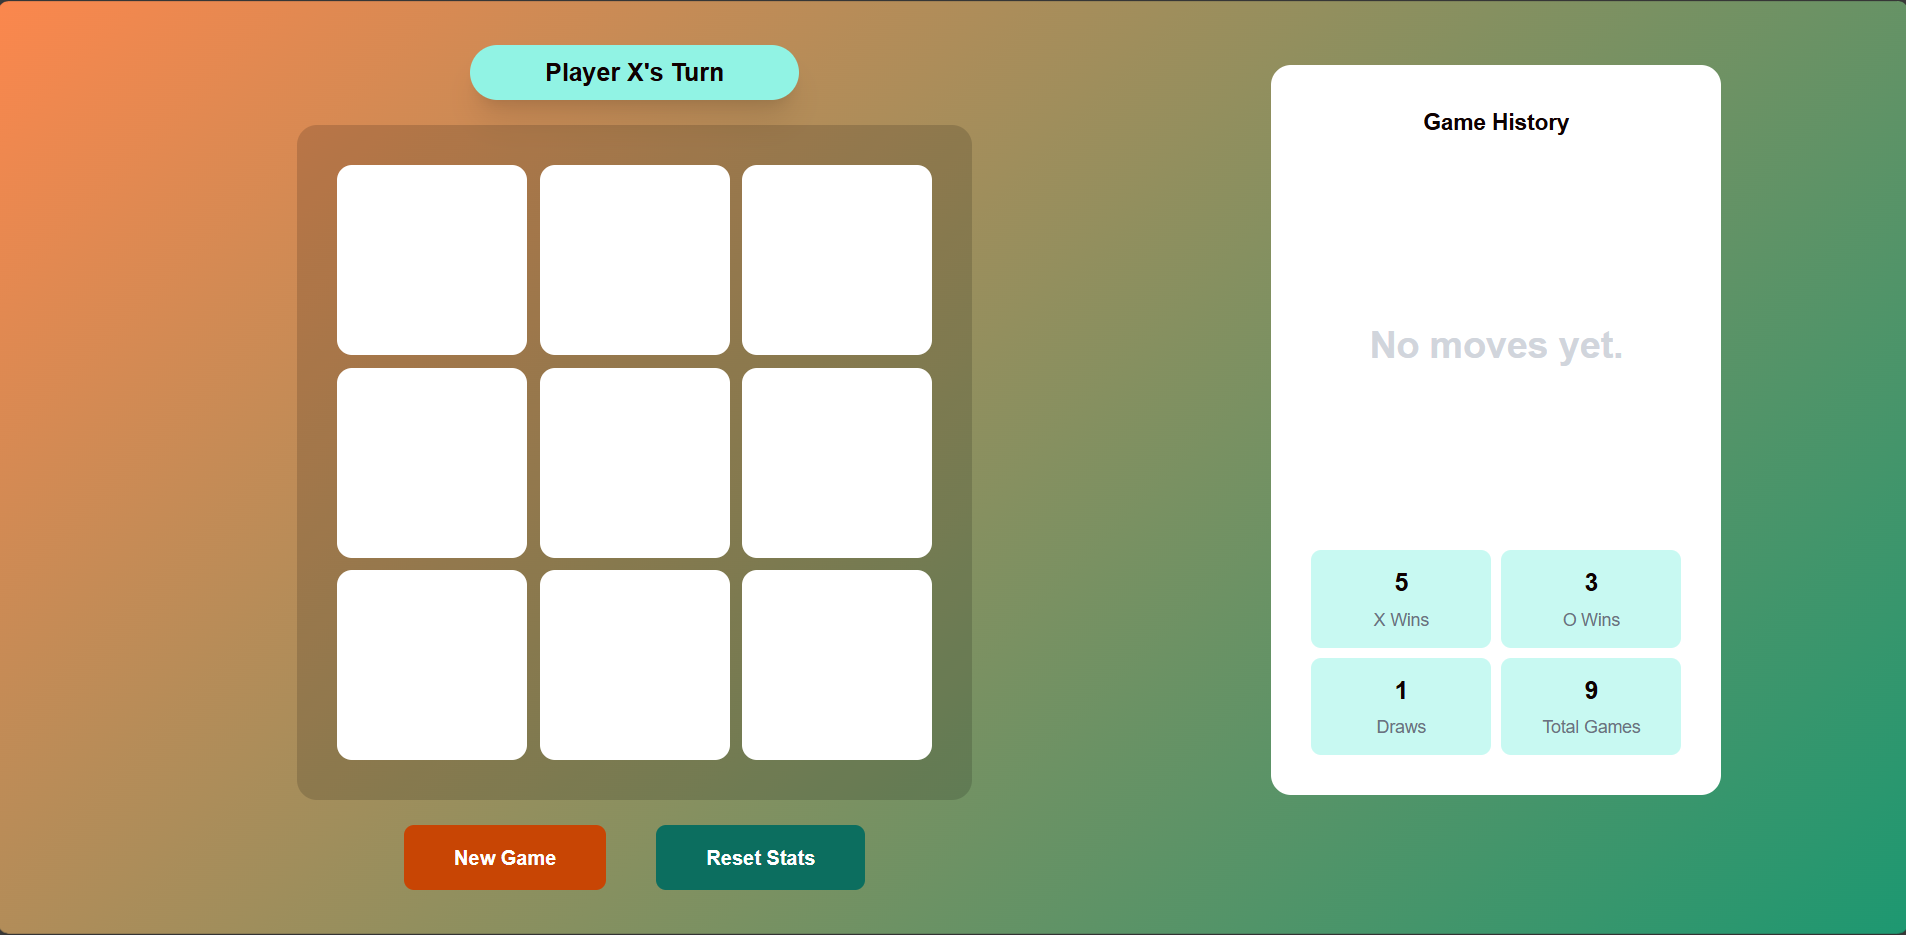 Player X's Turn
Game History
No moves yet.
5
X Wins
3
O Wins
1
Draws
9
Total Games
New Game
Reset Stats